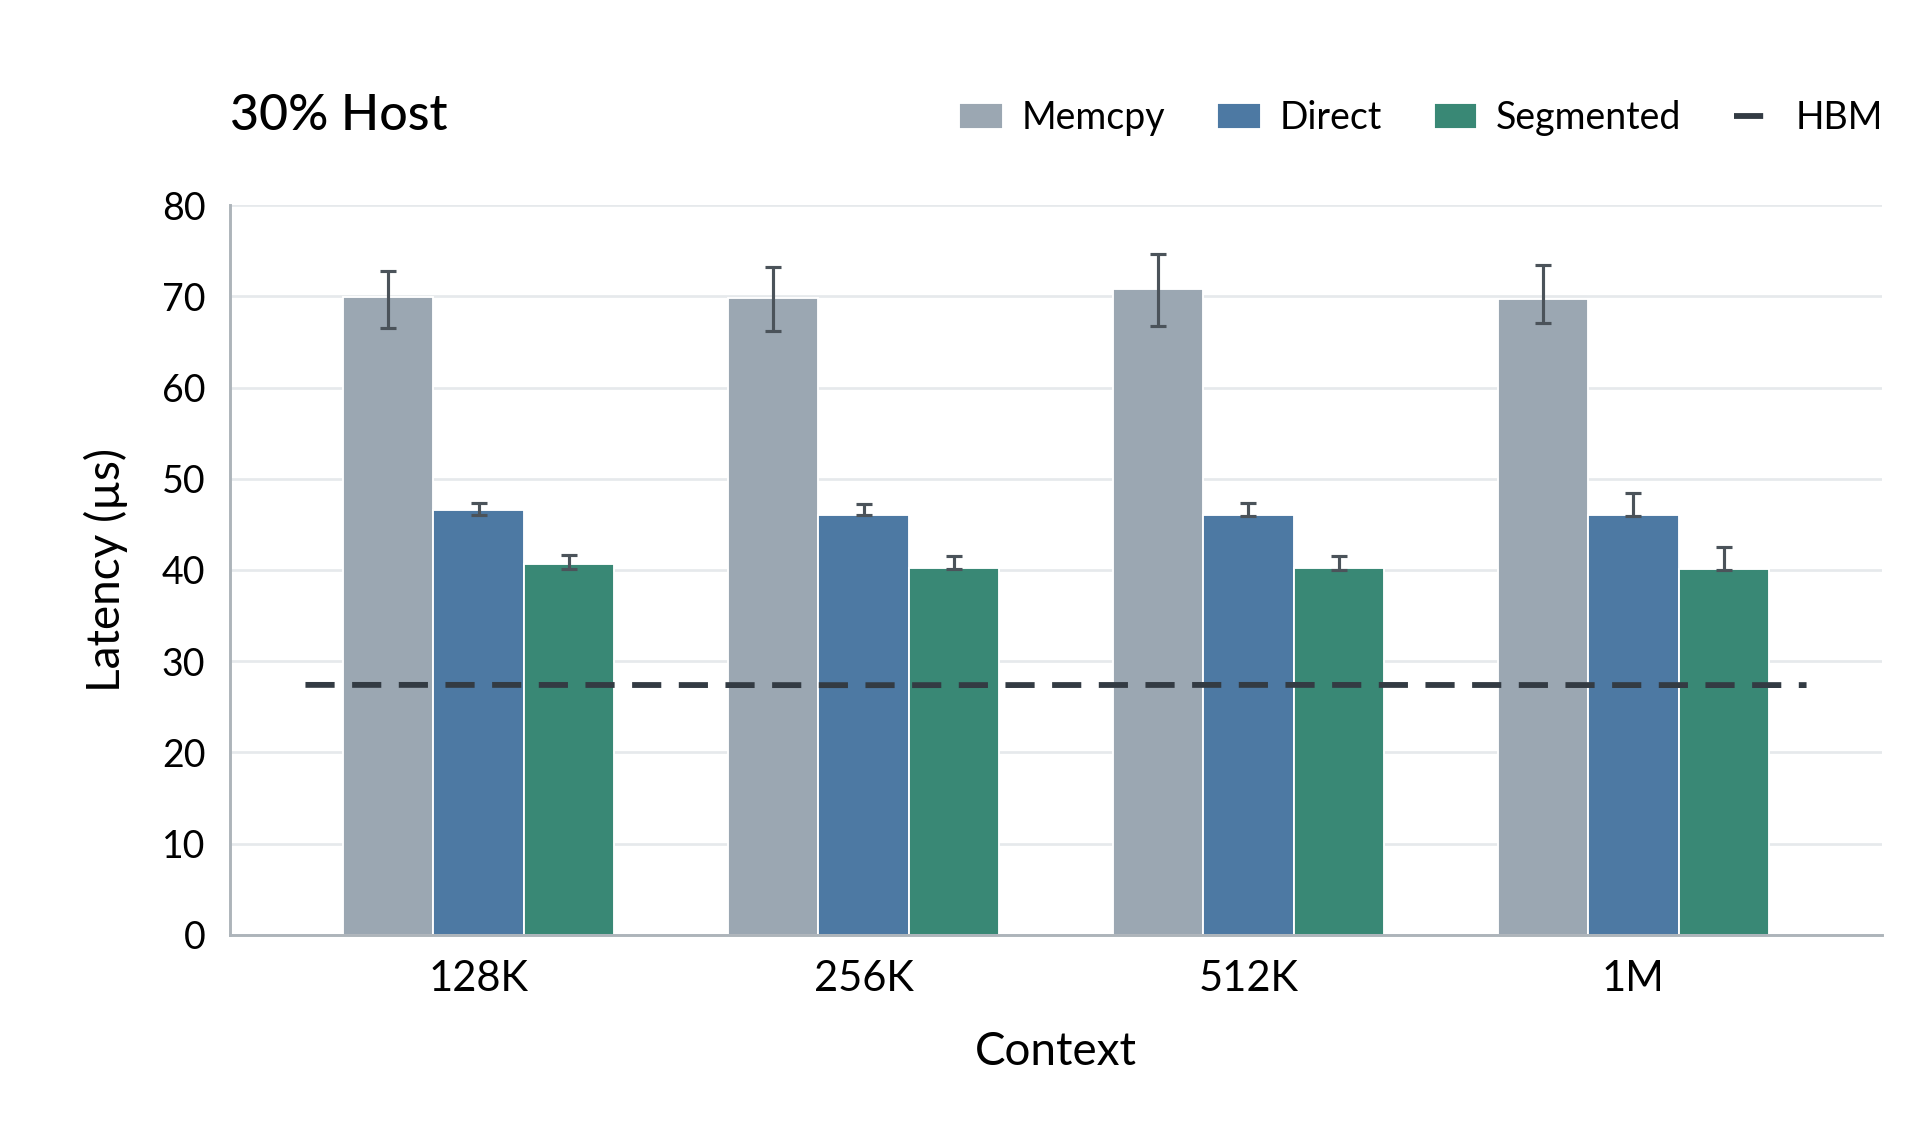 30% Host
Memcpy Direct Segmented HBM
80
70
60
50
40
30
20
10
0
Latency (µs)
128K 256K 512K 1M
Context